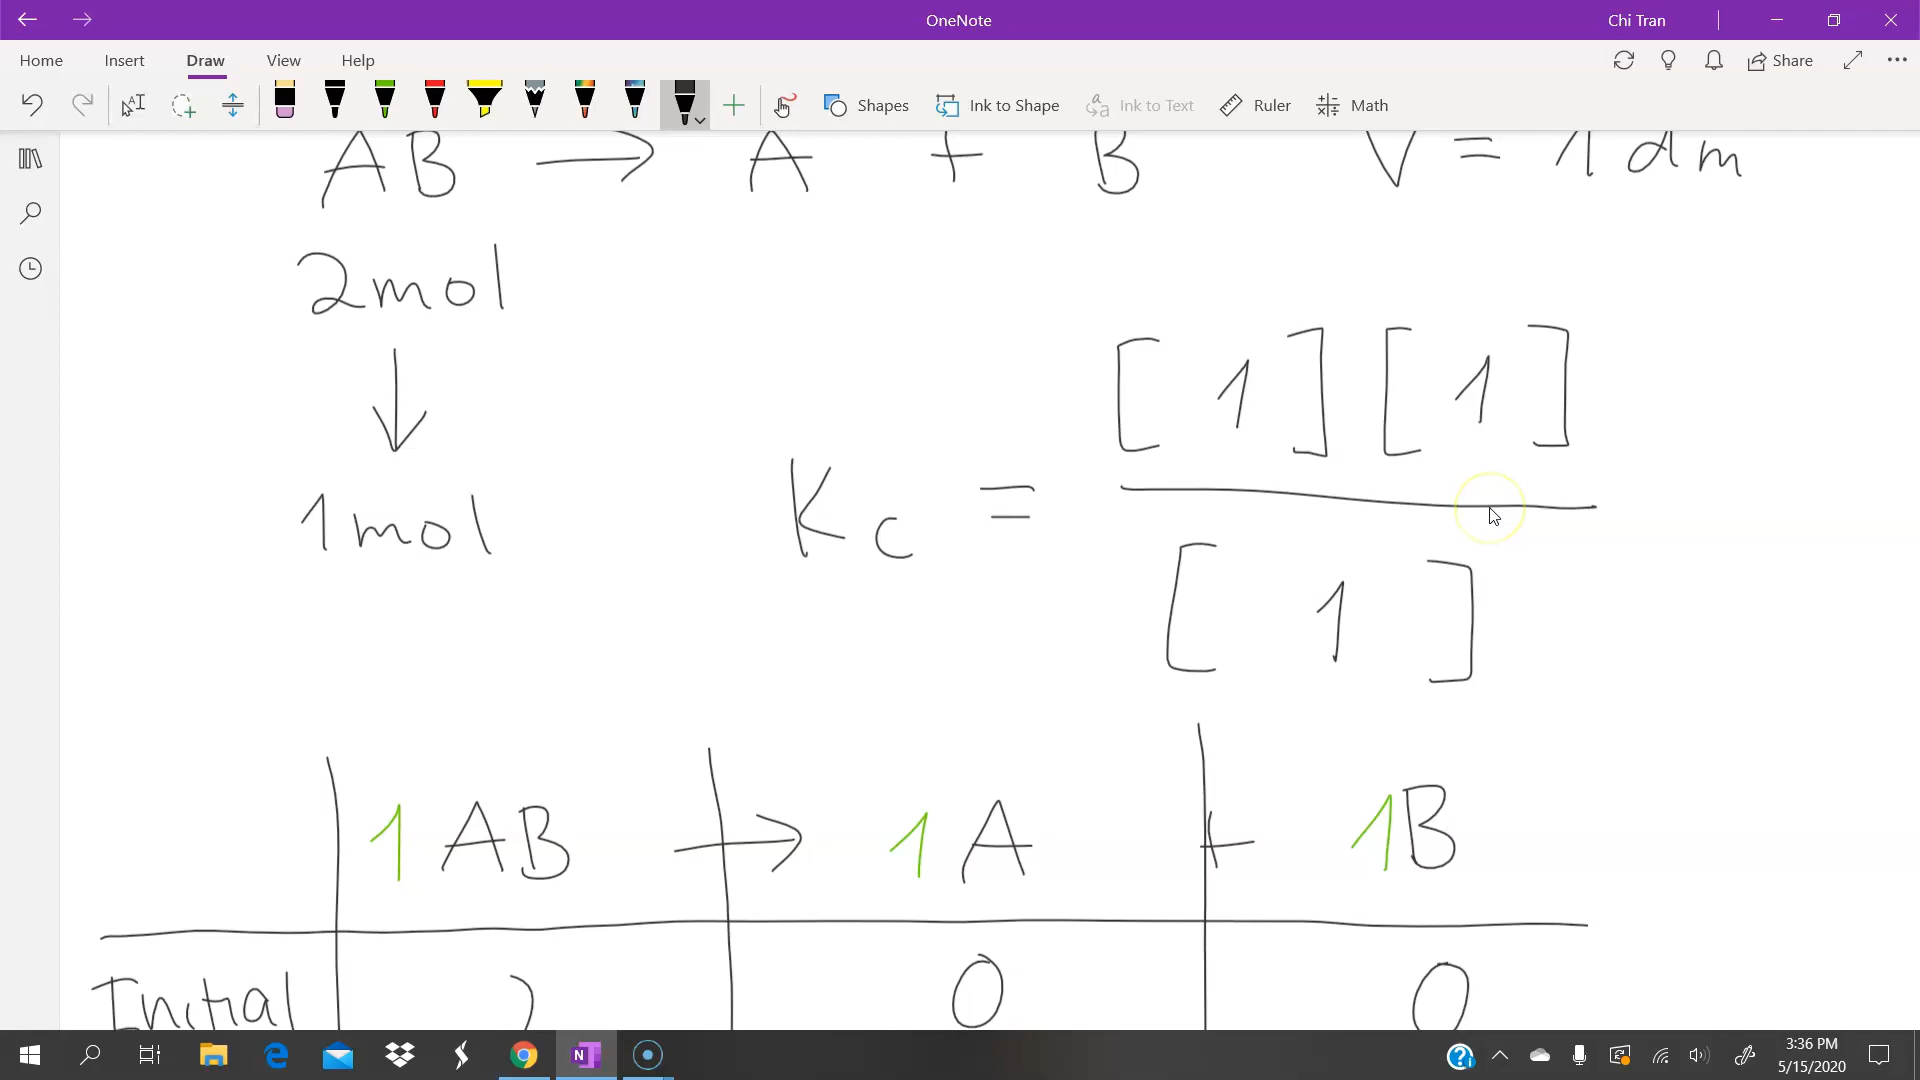 OneNote
Chi Tran
Home Insert Draw View Help
Share
Shapes Ink to Shape Ink to Text Ruler Math
AB → A + B V = 1 dm
2mol
↓
1mol
Kc = [ 1 ] [ 1 ]
[ 1 ]
1 AB → 1 A + 1B
Initial 2 0 0
3:36 PM
5/15/2020